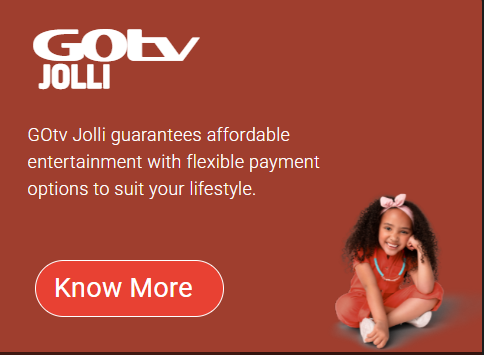 GOtv
JOLLI
GOtv Jolli guarantees affordable
entertainment with flexible payment
options to suit your lifestyle.
Know More